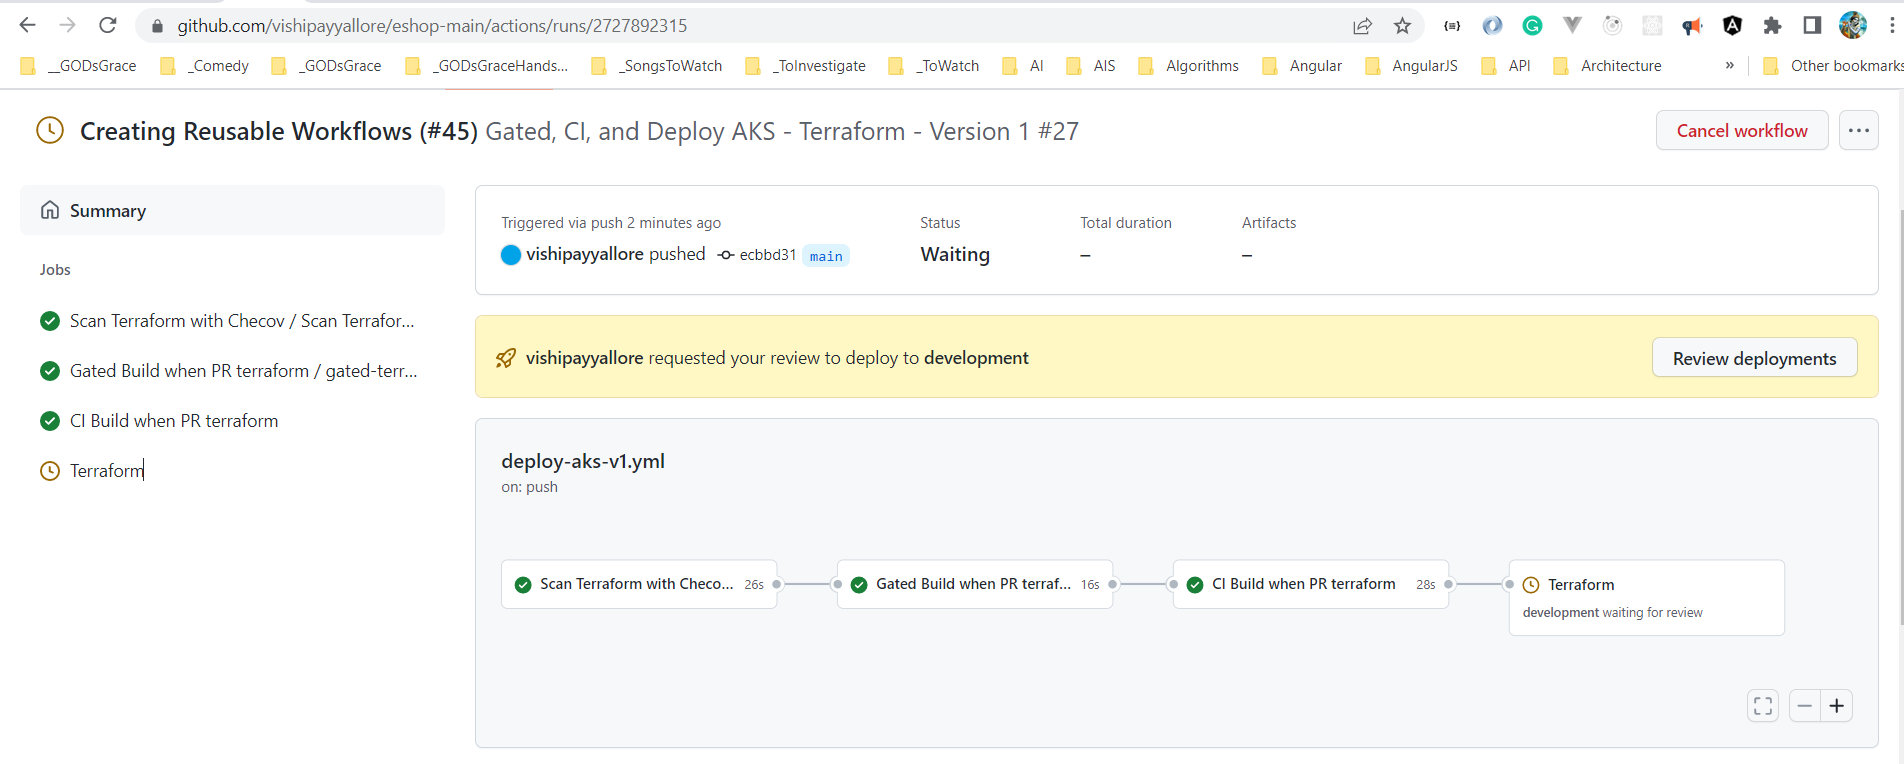 github.com/vishipayyallore/eshop-main/actions/runs/2727892315
__GODsGrace _Comedy _GODsGrace _GODsGraceHands... _SongsToWatch _ToInvestigate _ToWatch AI AIS Algorithms Angular AngularJS API Architecture » Other bookmarks
Creating Reusable Workflows (#45) Gated, CI, and Deploy AKS - Terraform - Version 1 #27
Cancel workflow
Summary
Jobs
Scan Terraform with Checov / Scan Terrafor...
Gated Build when PR terraform / gated-terr...
CI Build when PR terraform
Terraform
Triggered via push 2 minutes ago Status Total duration Artifacts
vishipayyallore pushed ecbbd31 main Waiting – –
vishipayyallore requested your review to deploy to development Review deployments
deploy-aks-v1.yml
on: push
Scan Terraform with Checo... 26s Gated Build when PR terraf... 16s CI Build when PR terraform 28s Terraform
development waiting for review